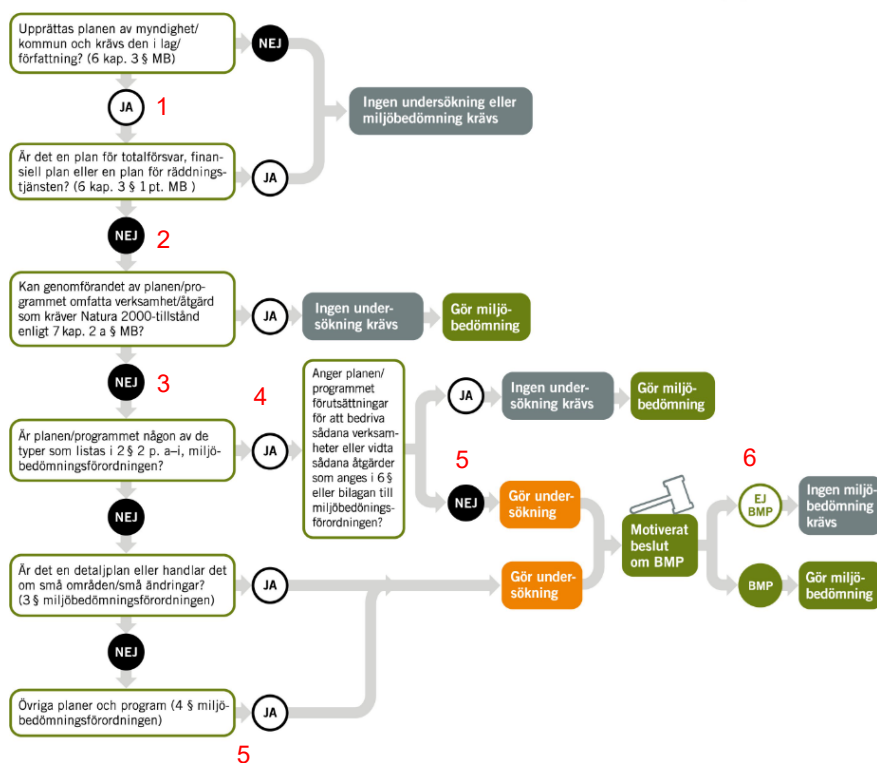 Upprättas planen av myndighet/
kommun och krävs den i lag/
författning? (6 kap. 3 § MB)
NEJ
JA
1
Ingen undersökning eller
miljöbedömning krävs
Är det en plan för totalförsvar, finan-
siell plan eller en plan för räddnings-
tjänsten? (6 kap. 3 § 1 pt. MB )
JA
NEJ
2
Kan genomförandet av planen/pro-
grammet omfatta verksamhet/åtgärd
som kräver Natura 2000-tillstånd
enligt 7 kap. 2 a § MB?
JA
Ingen under-
sökning krävs
Gör miljö-
bedömning
NEJ
3
4
Är planen/programmet någon av de
typer som listas i 2 § 2 p. a–i, miljö-
bedömningsförordningen?
JA
Anger planen/
programmet
förutsättningar
för att bedriva
sådana verksam-
heter eller vidta
sådana åtgärder
som anges i 6 §
eller bilagan till
miljöbedönings-
förordningen?
JA
Ingen under-
sökning krävs
Gör miljö-
bedömning
5
NEJ
Gör under-
sökning
6
Motiverat
beslut
om BMP
EJ
BMP
Ingen miljö-
bedömning
krävs
BMP
Gör miljö-
bedömning
NEJ
Är det en detaljplan eller handlar det
om små områden/små ändringar?
(3 § miljöbedömningsförordningen)
JA
Gör under-
sökning
NEJ
Övriga planer och program (4 § miljö-
bedömningsförordningen)
JA
5